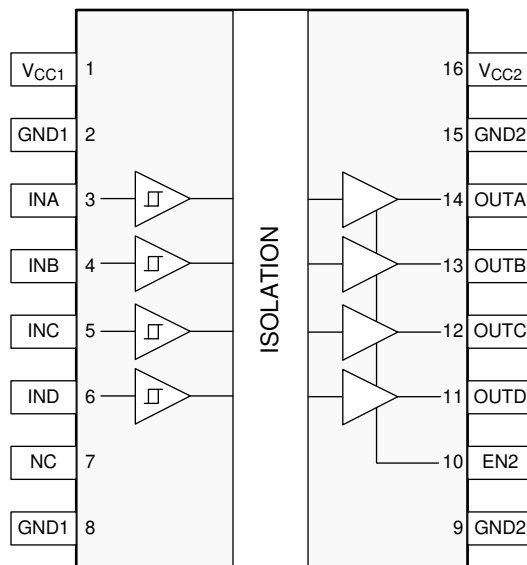 VCC1 1 16 VCC2
GND1 2 15 GND2
INA 3 14 OUTA
INB 4 13 OUTB
INC 5 12 OUTC
IND 6 11 OUTD
NC 7 10 EN2
GND1 8 9 GND2
ISOLATION